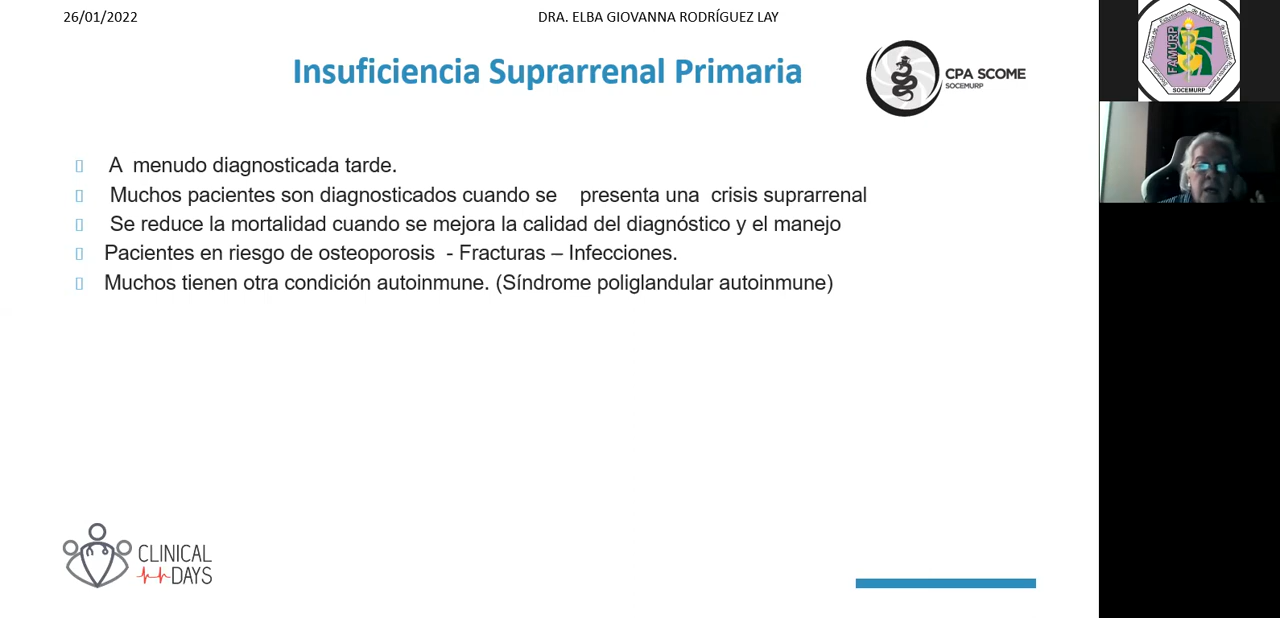 26/01/2022
DRA. ELBA GIOVANNA RODRÍGUEZ LAY
Insuficiencia Suprarrenal Primaria
CPA SCOME
SOCEMURP
A menudo diagnosticada tarde.
Muchos pacientes son diagnosticados cuando se presenta una crisis suprarrenal
Se reduce la mortalidad cuando se mejora la calidad del diagnóstico y el manejo
Pacientes en riesgo de osteoporosis - Fracturas – Infecciones.
Muchos tienen otra condición autoinmune. (Síndrome poliglandular autoinmune)
CLINICAL
DAYS
FAMURP
SOCEMURP